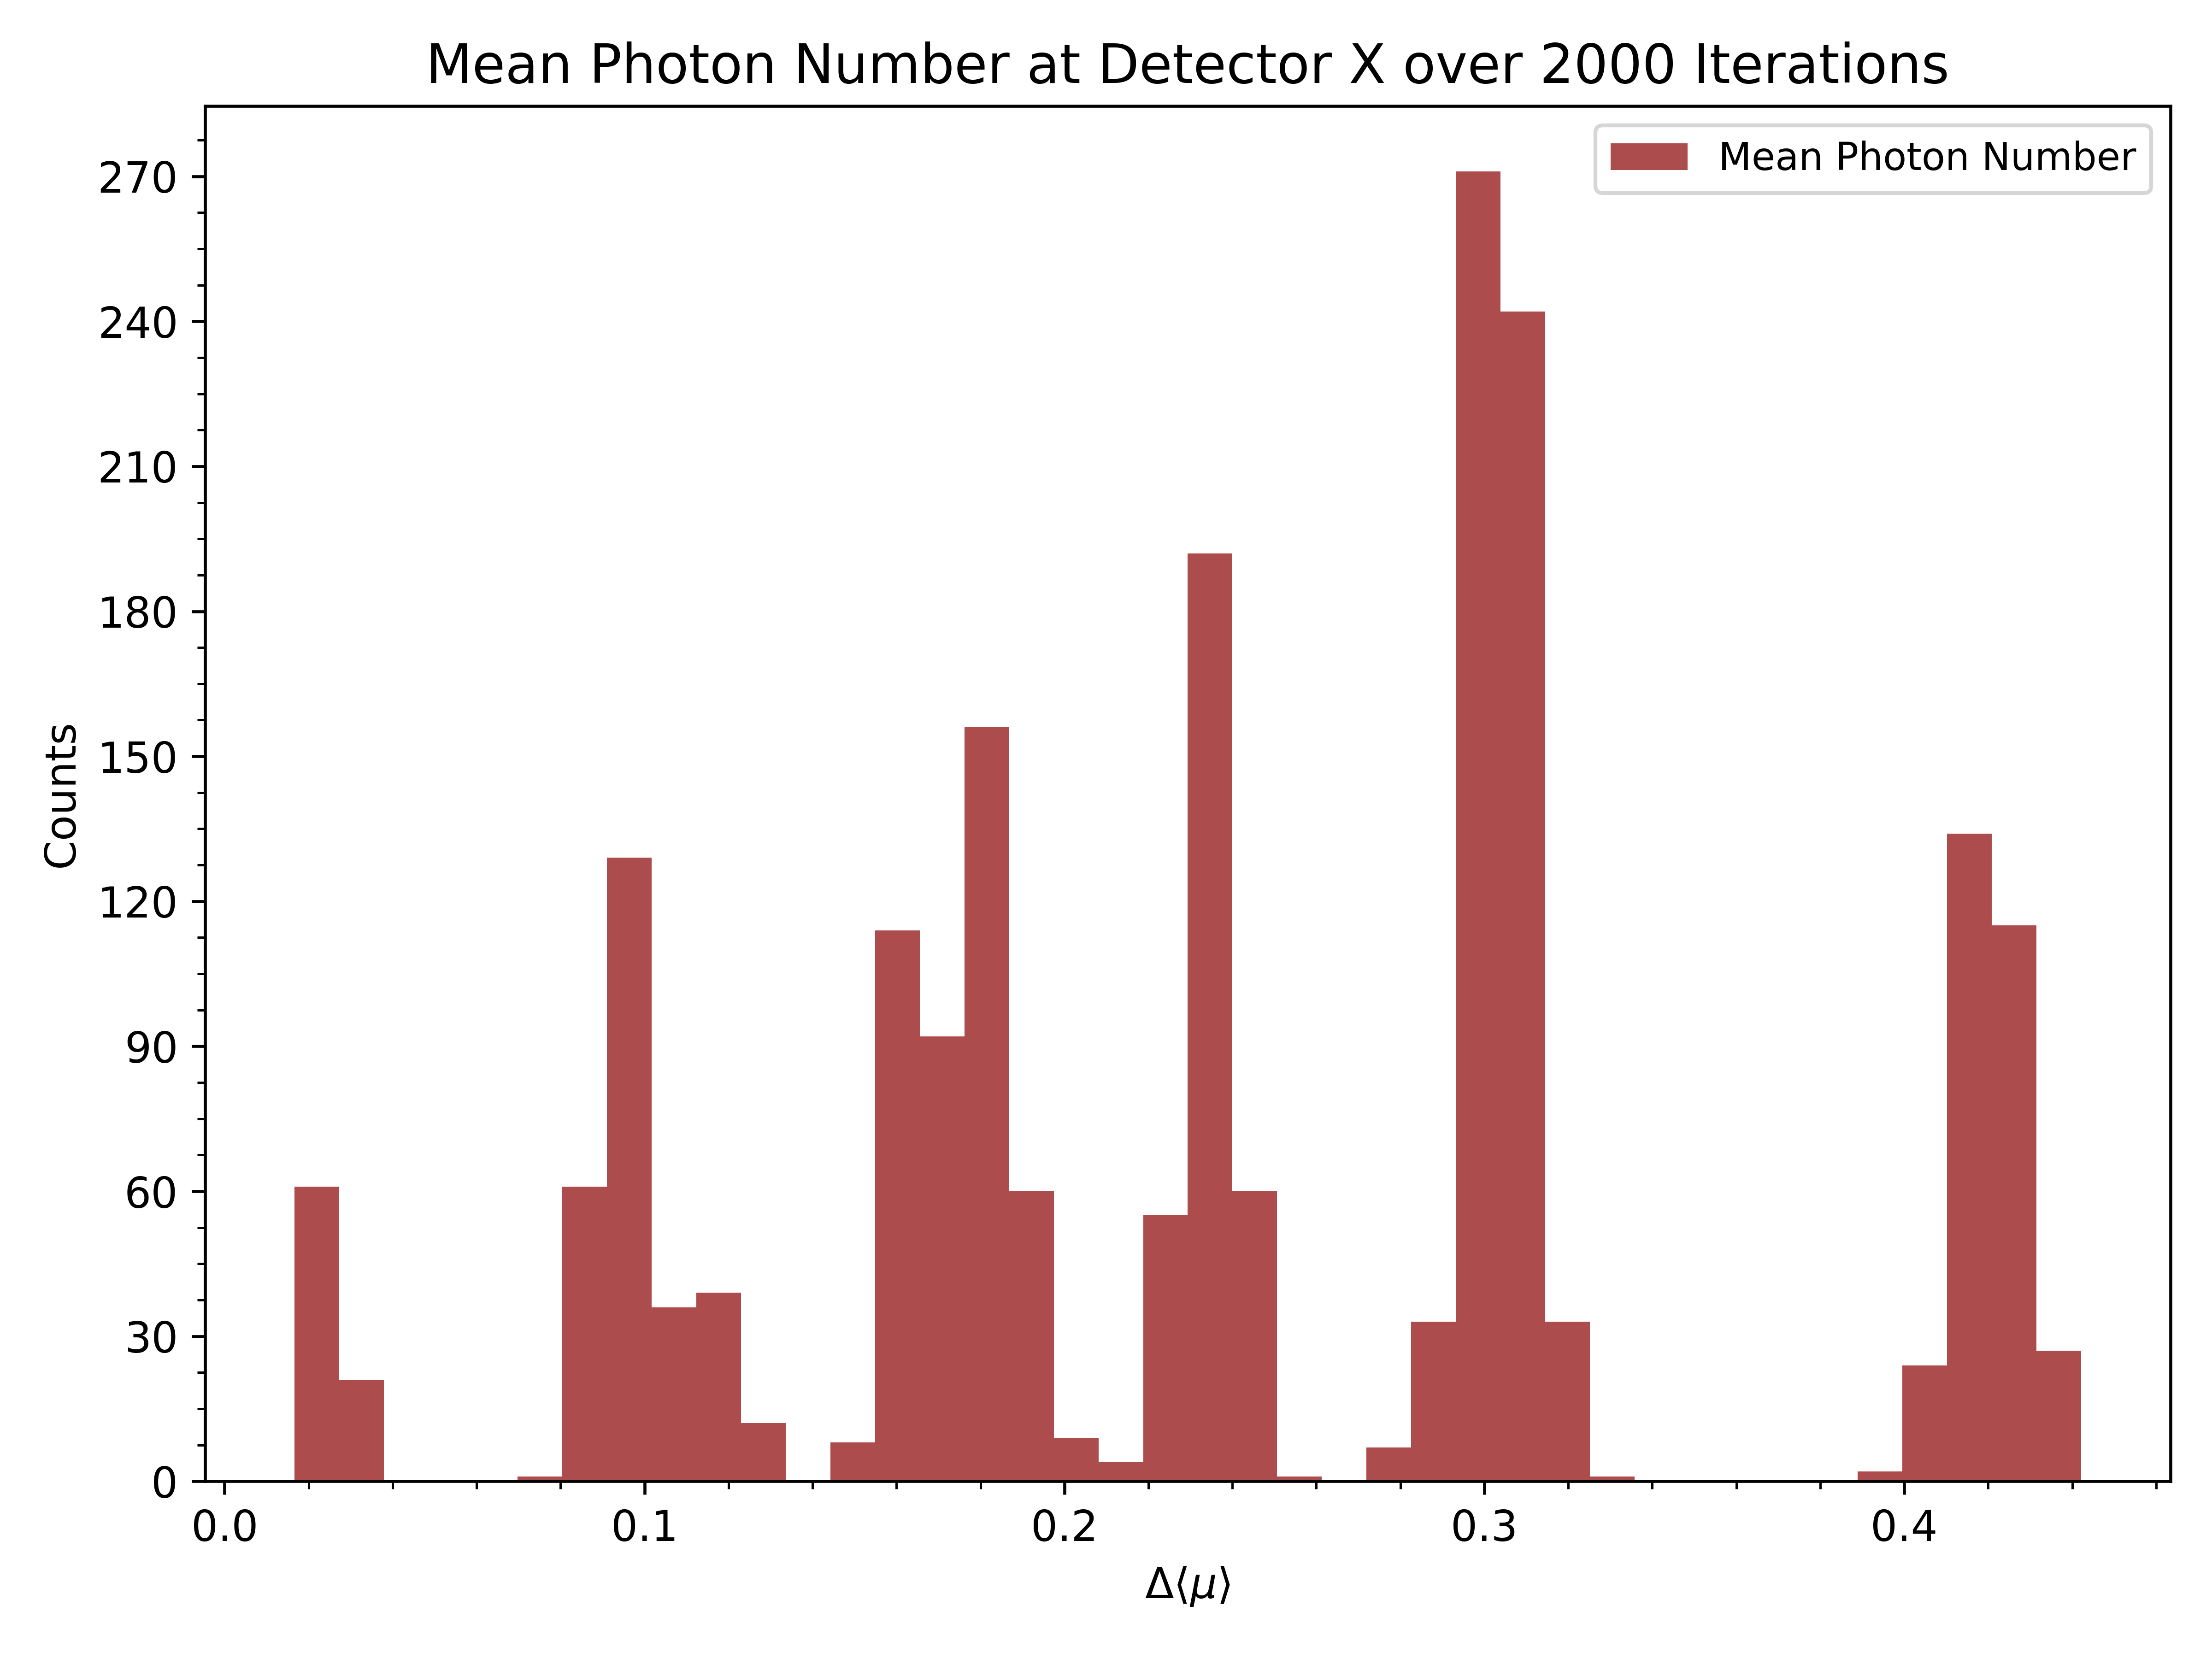 Mean Photon Number at Detector X over 2000 Iterations
Mean Photon Number
270
240
210
180
150
120
90
60
30
0
Counts
0.0 0.1 0.2 0.3 0.4
Δ⟨μ⟩